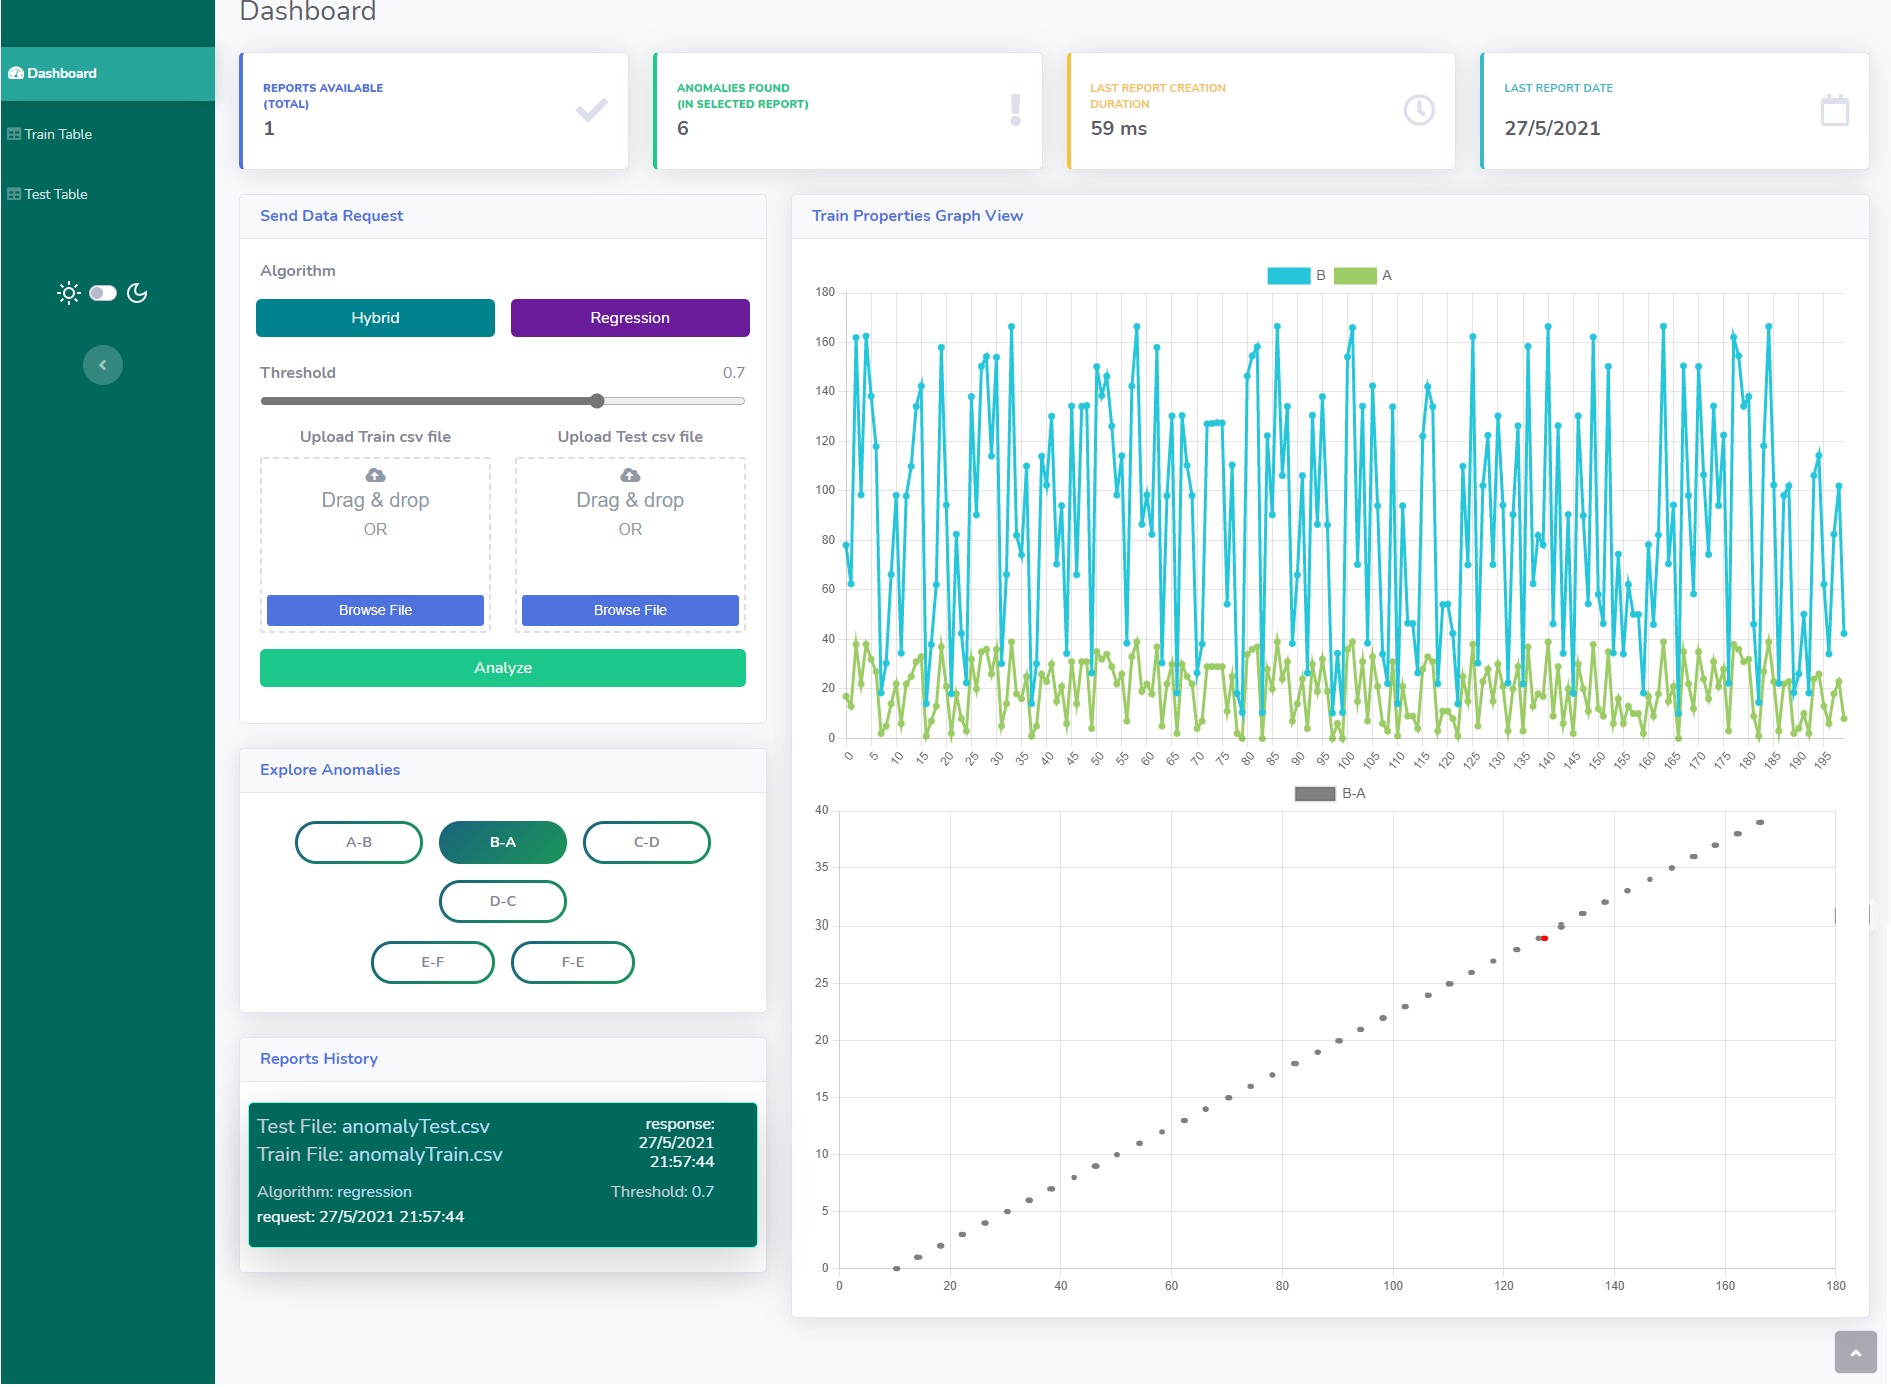 Dashboard
Dashboard
Train Table
Test Table
REPORTS AVAILABLE
(TOTAL)
1
ANOMALIES FOUND
(IN SELECTED REPORT)
6
LAST REPORT CREATION
DURATION
59 ms
LAST REPORT DATE
27/5/2021
Send Data Request
Algorithm
Hybrid Regression
Threshold 0.7
Upload Train csv file Upload Test csv file
Drag & drop Drag & drop
OR OR
Browse File Browse File
Analyze
Explore Anomalies
A-B B-A C-D
D-C
E-F F-E
Reports History
Test File: anomalyTest.csv
Train File: anomalyTrain.csv
response:
27/5/2021
21:57:44
Algorithm: regression Threshold: 0.7
request: 27/5/2021 21:57:44
Train Properties Graph View
B A
180
160
140
120
100
80
60
40
20
0
0 5 10 15 20 25 30 35 40 45 50 55 60 65 70 75 80 85 90 95 100 105 110 115 120 125 130 135 140 145 150 155 160 165 170 175 180 185 190 195
B-A
40
35
30
25
20
15
10
5
0
0 20 40 60 80 100 120 140 160 180